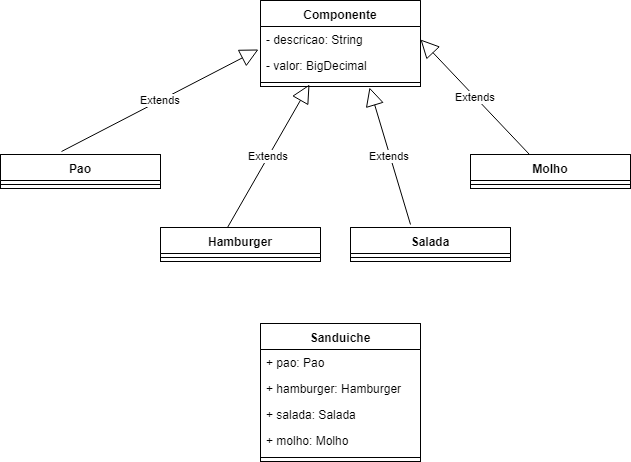 Componente
- descricao: String
- valor: BigDecimal
Extends
Extends
Extends
Extends
Pao
Molho
Hamburger
Salada
Sanduiche
+ pao: Pao
+ hamburger: Hamburger
+ salada: Salada
+ molho: Molho